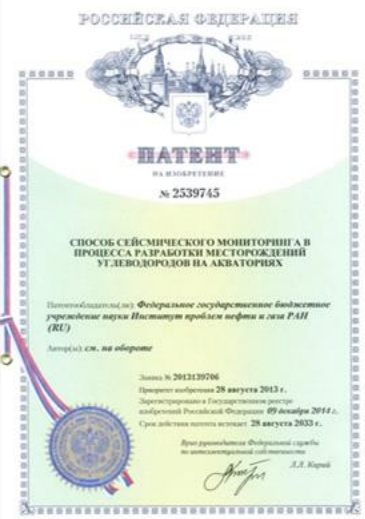 РОССИЙСКАЯ ФЕДЕРАЦИЯ
ПАТЕНТ
НА ИЗОБРЕТЕНИЕ
№ 2539745
СПОСОБ СЕЙСМИЧЕСКОГО МОНИТОРИНГА В
ПРОЦЕССА РАЗРАБОТКИ МЕСТОРОЖДЕНИЙ
УГЛЕВОДОРОДОВ НА АКВАТОРИЯХ
Патентообладатель(ли): Федеральное государственное бюджетное
учреждение науки Институт проблем нефти и газа РАН
(RU)
Автор(ы): см. на обороте
Заявка № 2013139706
Приоритет изобретения 28 августа 2013 г.
Зарегистрировано в Государственном реестре
изобретений Российской Федерации 09 декабря 2014 г.
Срок действия патента истекает 28 августа 2033 г.
Врио руководителя Федеральной службы
по интеллектуальной собственности
Л.Л. Кирий